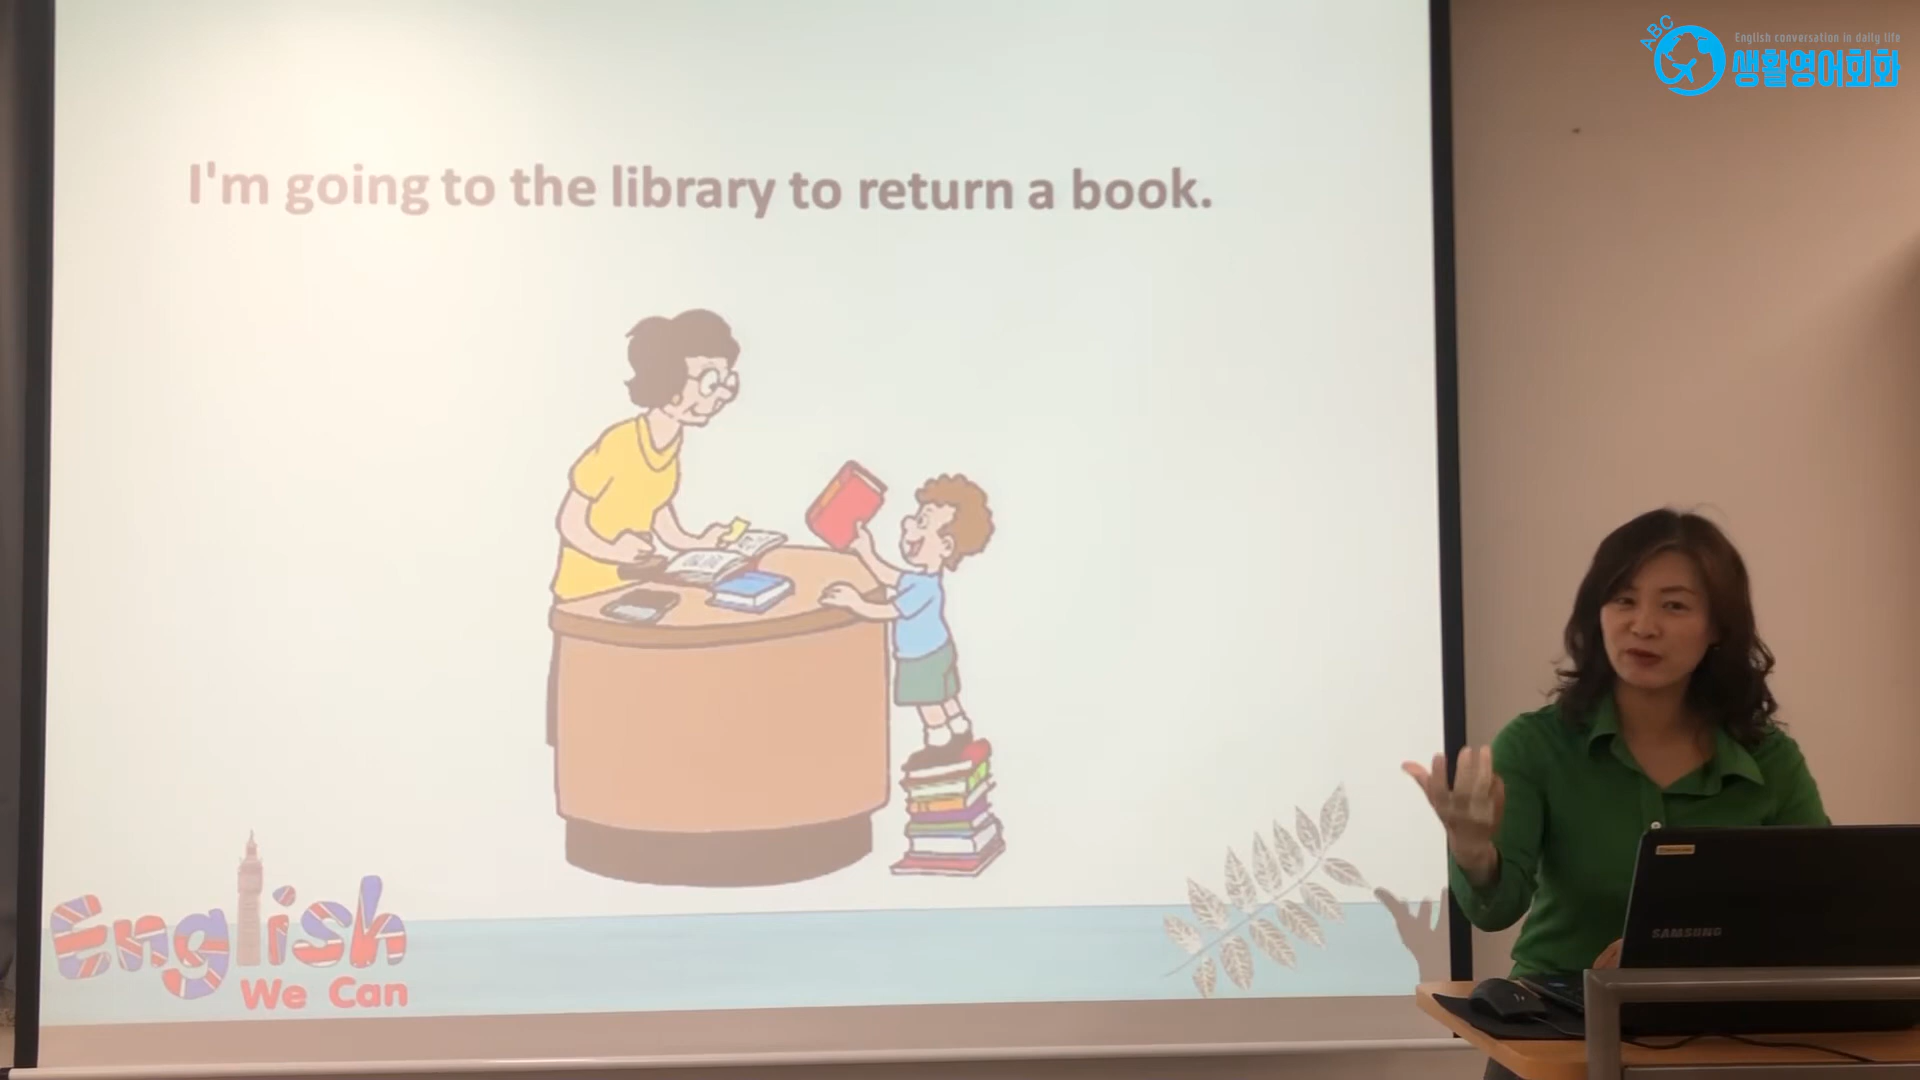 ABC
English conversation in daily life
생활영어회화
I'm going to the library to return a book.
English
We Can
SAMSUNG